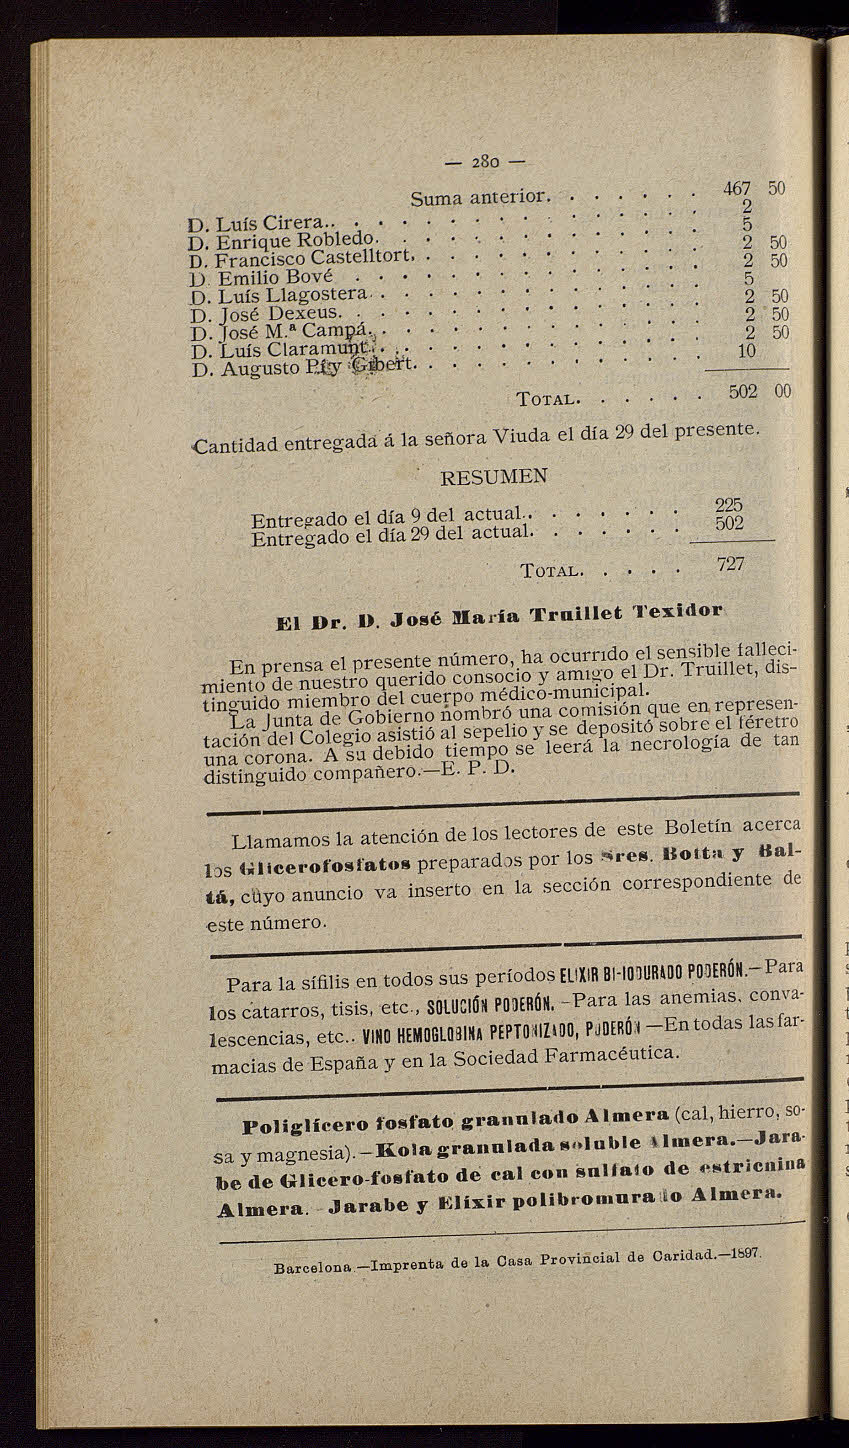 — 280 —
Suma anterior. . . . . . . 467 50
D. Luís Cirera.. . . . . . . . . . . . . . . . 2
D. Enrique Robledo. . . . . . . . . . . . . . 5
D. Francisco Castelltort. . . . . . . . . . . . . 2 50
D. Emilio Bové . . . . . . . . . . . . . . . 2 50
D. Luís Llagostera. . . . . . . . . . . . . . . 5
D. José Dexeus. . . . . . . . . . . . . . . . 2 50
D. José M.ª Campá. . . . . . . . . . . . . . . 2 50
D. Luís Claramunt. . . . . . . . . . . . . . . 2 50
D. Augusto Pí y Gibert. . . . . . . . . . . . . 10
TOTAL. . . . . . 502 00
Cantidad entregada á la señora Viuda el día 29 del presente.
RESUMEN
Entregado el día 9 del actual.. . . . . . . 225
Entregado el día 29 del actual. . . . . . . 502
TOTAL. . . . . 727
El Dr. D. José María Truillet Texidor
En prensa el presente número, ha ocurrido el sensible falleci-
miento de nuestro querido consocio y amigo el Dr. Truillet, dis-
tinguido miembro del cuerpo médico-municipal.
La Junta de Gobierno nombró una comisión que en represen-
tación del Colegio asistió al sepelio y se depositó sobre el féretro
una corona. A su debido tiempo se leerá la necrología de tan
distinguido compañero.—E. P. D.
Llamamos la atención de los lectores de este Boletín acerca
los Glicerofosfatos preparados por los Sres. Botta y Bal-
tá, cuyo anuncio va inserto en la sección correspondiente de
este número.
Para la sífilis en todos sus períodos ELIXIR BI-IODURADO PODERÓN.—Para
los catarros, tisis, etc., SOLUCIÓN PODERÓN. —Para las anemias, conva-
lescencias, etc.. VINO HEMOGLOBINA PEPTONIZADO, PODERÓN —En todas las far-
macias de España y en la Sociedad Farmacéutica.
Poliglícero fosfato granulado Almera (cal, hierro, so-
sa y magnesia).—Kola granulada soluble Almera.—Jara-
be de Glicero-fosfato de cal con sulfato de estricnina
Almera. - Jarabe y Elíxir polibromurado Almera.
Barcelona.—Imprenta de la Casa Provincial de Caridad.—1897.